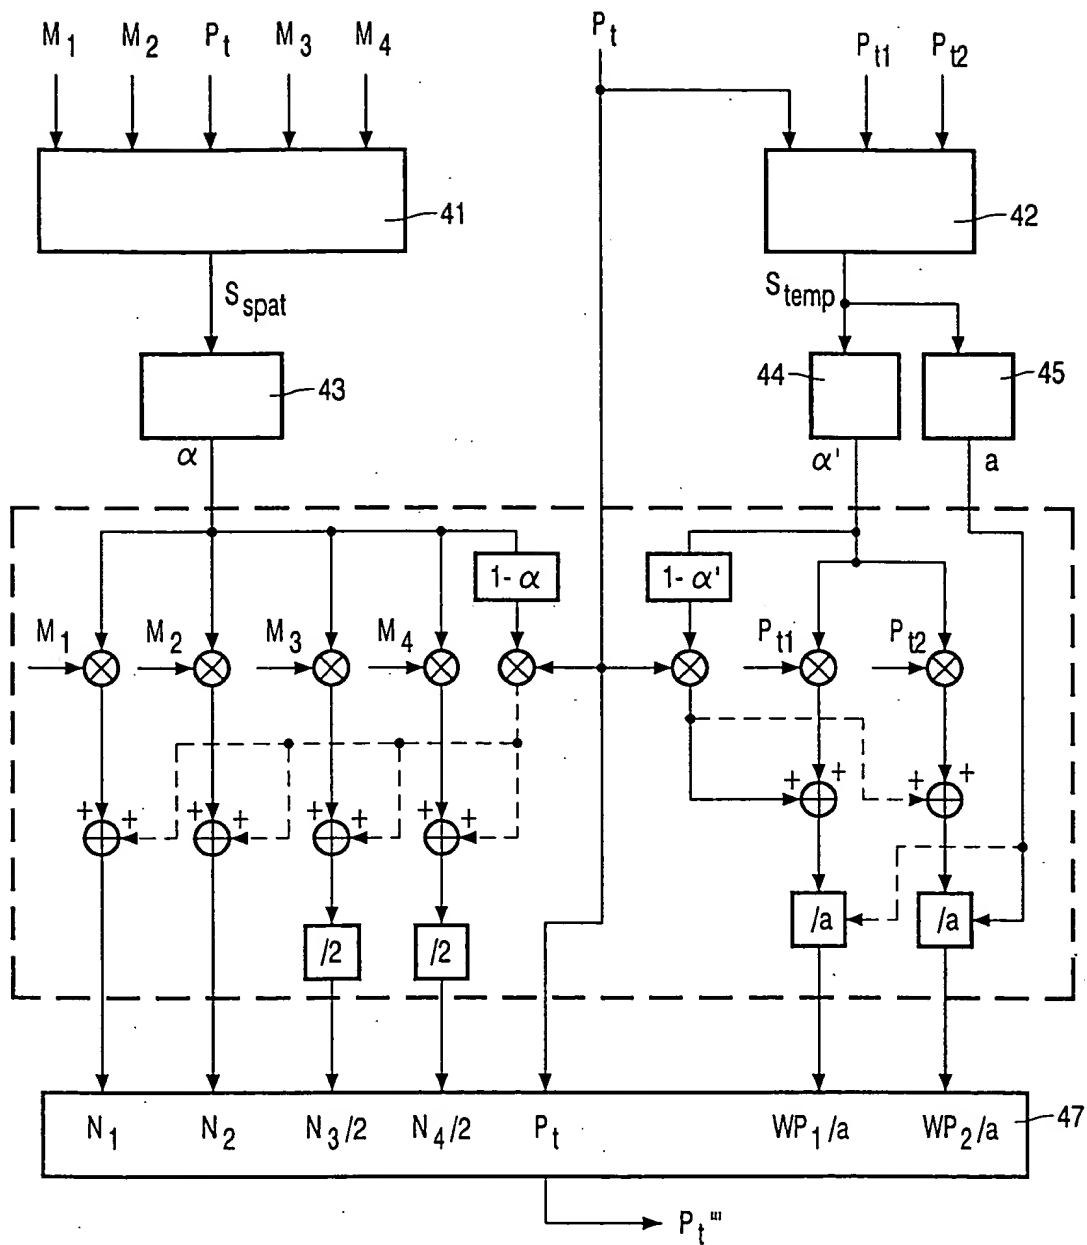 M1 M2 Pt M3 M4 Pt Pt1 Pt2
41 42
Sspat Stemp
43 44 45
α α' a
1- α 1- α'
M1 M2 M3 M4 Pt1 Pt2
+ + + +
+ + + + + + + +
/2 /2 /a /a
N1 N2 N3/2 N4/2 Pt WP1/a WP2/a 47
Pt'''